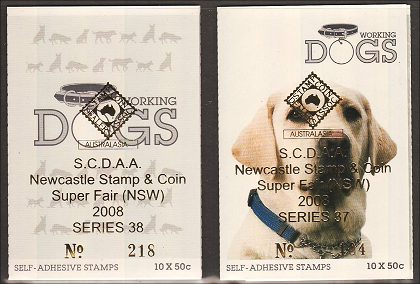 WORKING
DOGS
AUSTRALASIA
S.C.D.A.A.
Newcastle Stamp & Coin
Super Fair (NSW)
2008
SERIES 38
No 218
SELF-ADHESIVE STAMPS 10 X 50c
WORKING
DOGS
AUSTRALASIA
S.C.D.A.A.
Newcastle Stamp & Coin
Super Fair (NSW)
2008
SERIES 37
No
SELF-ADHESIVE STAMPS 10 X 50c